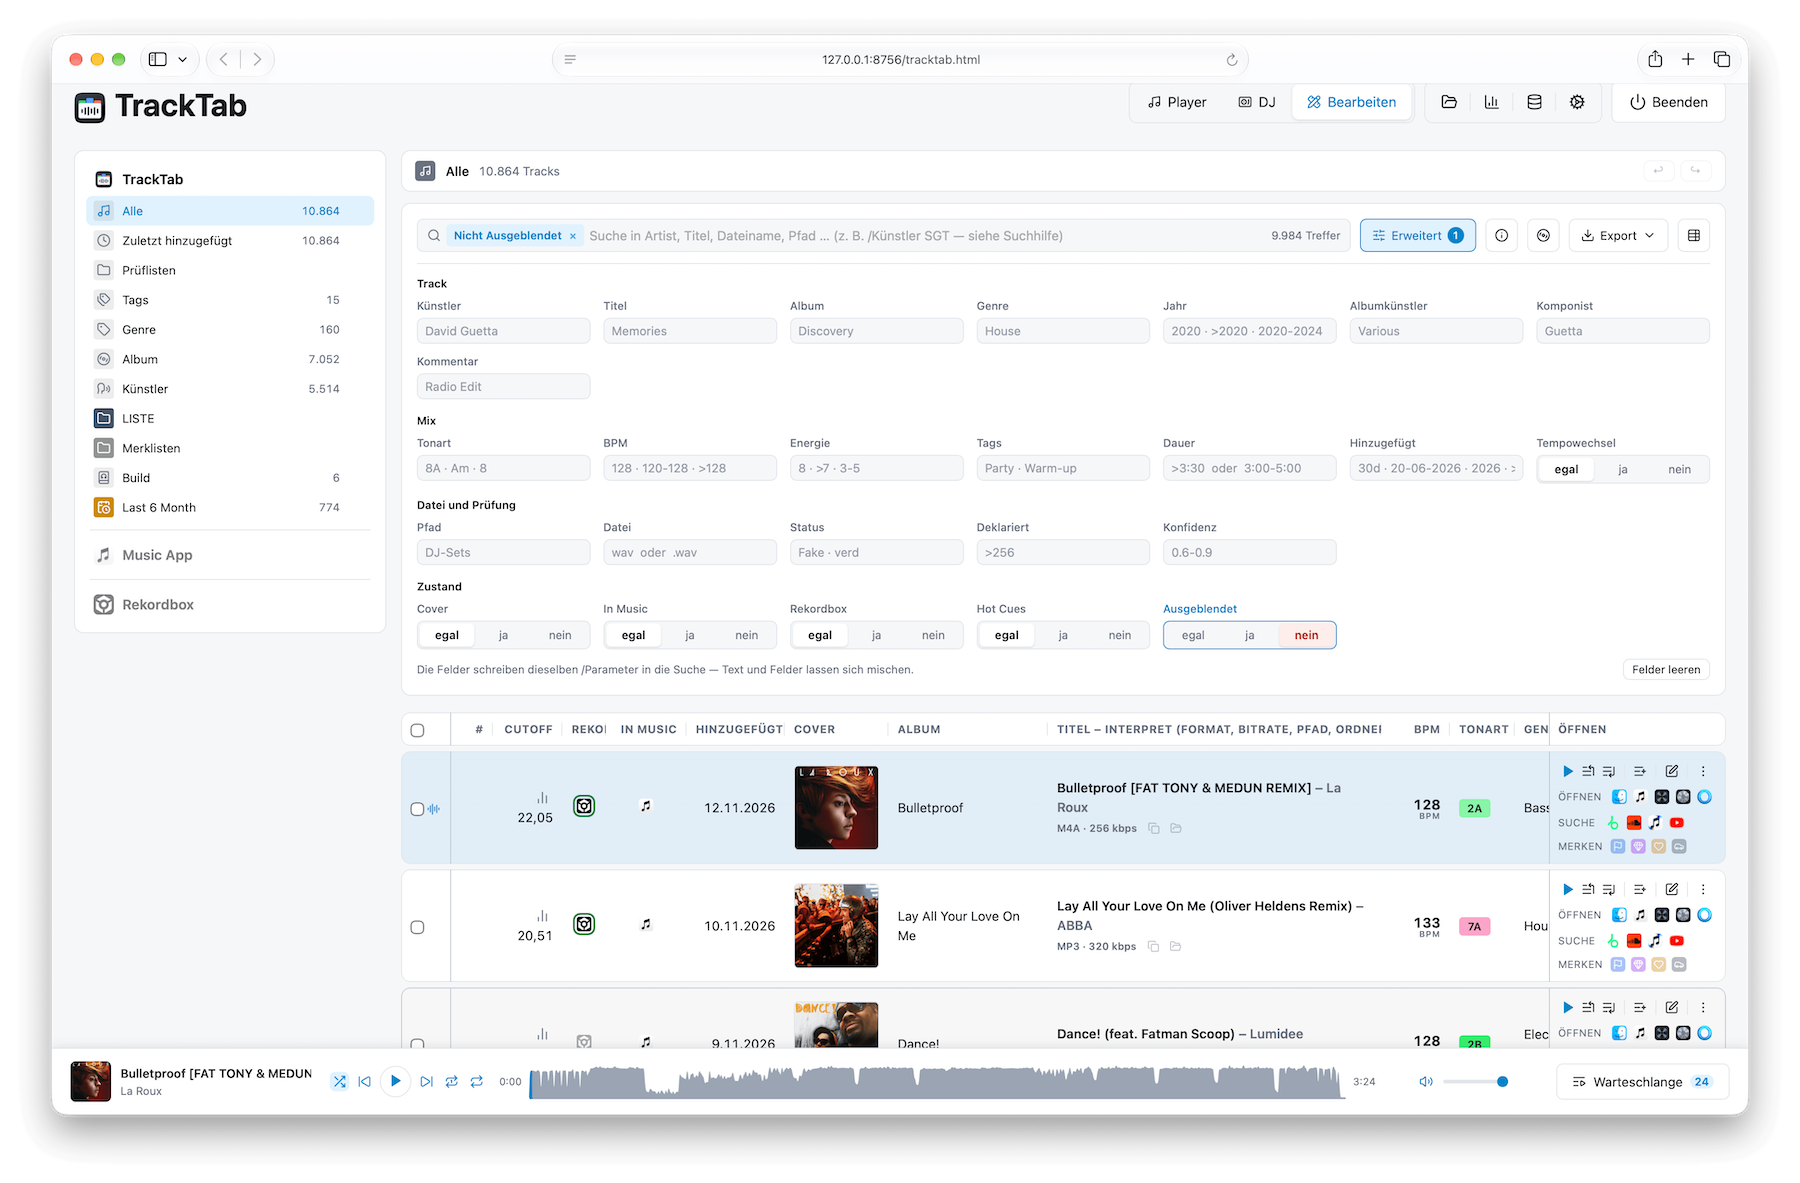 127.0.0.1:8756/tracktab.html
TrackTab
Player
DJ
Bearbeiten
Beenden
TrackTab
Alle 10.864
Zuletzt hinzugefügt 10.864
Prüflisten
Tags 15
Genre 160
Album 7.052
Künstler 5.514
LISTE
Merklisten
Build 6
Last 6 Month 774
Music App
Rekordbox
Alle 10.864 Tracks
Nicht Ausgeblendet × Suche in Artist, Titel, Dateiname, Pfad ... (z. B. /Künstler SGT — siehe Suchhilfe) 9.984 Treffer
Erweitert 1
Export
Track
Künstler Titel Album Genre Jahr Albumkünstler Komponist
David Guetta Memories Discovery House 2020 · >2020 · 2020-2024 Various Guetta
Kommentar
Radio Edit
Mix
Tonart BPM Energie Tags Dauer Hinzugefügt Tempowechsel
8A · Am · 8 128 · 120-128 · >128 8 · >7 · 3-5 Party · Warm-up >3:30 oder 3:00-5:00 30d · 20-06-2026 · 2026 · > egal ja nein
Datei und Prüfung
Pfad Datei Status Deklariert Konfidenz
DJ-Sets wav oder .wav Fake · verd >256 0.6-0.9
Zustand
Cover In Music Rekordbox Hot Cues Ausgeblendet
egal ja nein egal ja nein egal ja nein egal ja nein egal ja nein
Die Felder schreiben dieselben /Parameter in die Suche — Text und Felder lassen sich mischen. Felder leeren
# CUTOFF REKO IN MUSIC HINZUGEFÜGT COVER ALBUM TITEL – INTERPRET (FORMAT, BITRATE, PFAD, ORDNE BPM TONART GEN ÖFFNEN
22,05
12.11.2026
LA ROUX
Bulletproof
Bulletproof [FAT TONY & MEDUN REMIX] – La
Roux
M4A · 256 kbps
128
BPM
2A
Bass
ÖFFNEN
SUCHE
MERKEN
20,51
10.11.2026
Lay All Your Love On
Me
Lay All Your Love On Me (Oliver Heldens Remix) –
ABBA
MP3 · 320 kbps
133
BPM
7A
Hou
ÖFFNEN
SUCHE
MERKEN
9.11.2026
DANCE!
Dance!
Dance! (feat. Fatman Scoop) – Lumidee
128
2B
Elec
ÖFFNEN
Bulletproof [FAT TONY & MEDUN
La Roux
0:00
3:24
Warteschlange 24